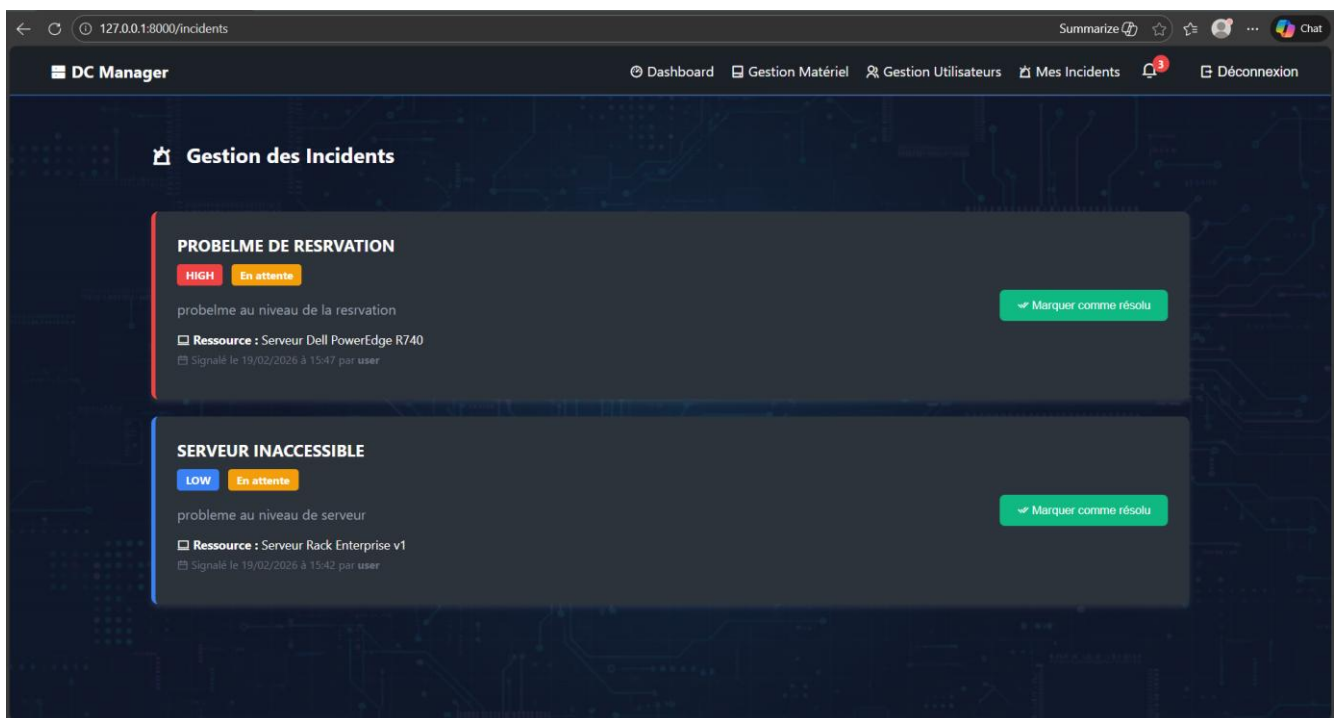 127.0.0.1:8000/incidents Summarize Chat
DC Manager Dashboard Gestion Matériel Gestion Utilisateurs Mes Incidents 3 Déconnexion
Gestion des Incidents
PROBELME DE RESRVATION
HIGH En attente
probelme au niveau de la resrvation
Marquer comme résolu
Ressource : Serveur Dell PowerEdge R740
Signalé le 19/02/2026 à 15:47 par user
SERVEUR INACCESSIBLE
LOW En attente
probleme au niveau de serveur
Marquer comme résolu
Ressource : Serveur Rack Enterprise v1
Signalé le 19/02/2026 à 15:42 par user